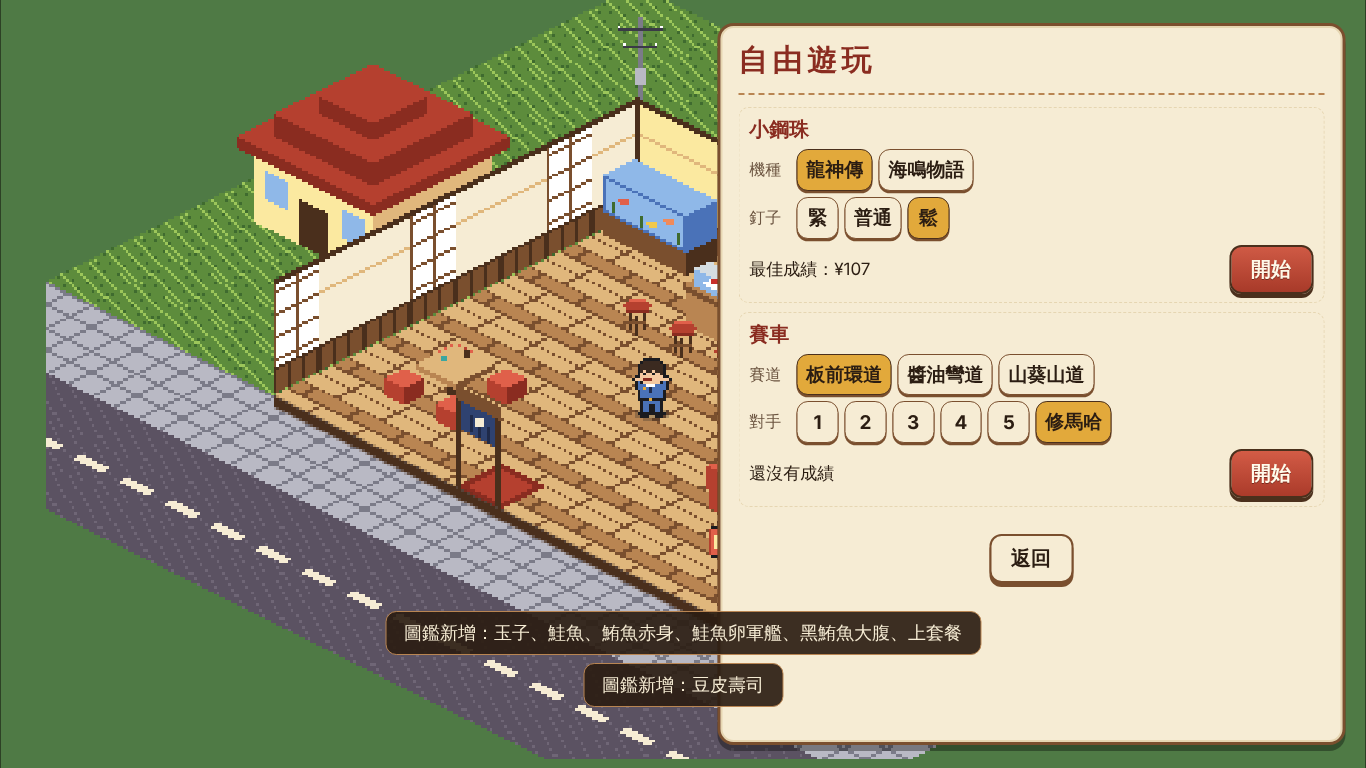 自由遊玩
小鋼珠
機種 龍神傳 海鳴物語
釘子 緊 普通 鬆
最佳成績：¥107 開始
賽車
賽道 板前環道 醬油彎道 山葵山道
對手 1 2 3 4 5 修馬哈
還沒有成績 開始
返回
圖鑑新增：玉子、鮭魚、鮪魚赤身、鮭魚卵軍艦、黑鮪魚大腹、上套餐
圖鑑新增：豆皮壽司